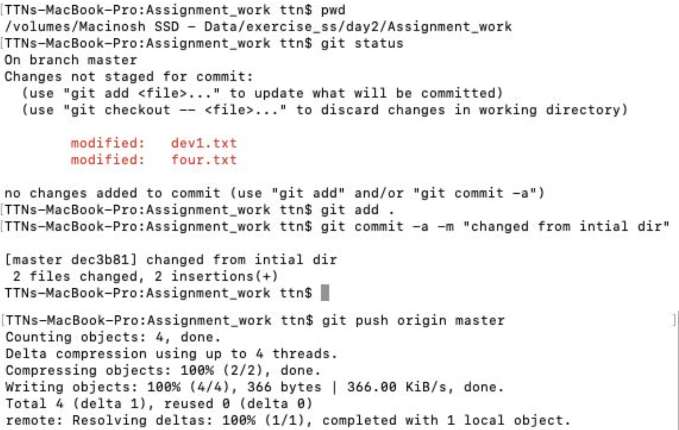 [TTNs-MacBook-Pro:Assignment_work ttn$ pwd
/volumes/Macinosh SSD - Data/exercise_ss/day2/Assignment_work
[TTNs-MacBook-Pro:Assignment_work ttn$ git status
On branch master
Changes not staged for commit:
  (use "git add <file>..." to update what will be committed)
  (use "git checkout -- <file>..." to discard changes in working directory)
        modified:   dev1.txt
        modified:   four.txt
no changes added to commit (use "git add" and/or "git commit -a")
[TTNs-MacBook-Pro:Assignment_work ttn$ git add .
[TTNs-MacBook-Pro:Assignment_work ttn$ git commit -a -m "changed from intial dir"
[master dec3b81] changed from intial dir
 2 files changed, 2 insertions(+)
TTNs-MacBook-Pro:Assignment_work ttn$
[TTNs-MacBook-Pro:Assignment_work ttn$ git push origin master ]
Counting objects: 4, done.
Delta compression using up to 4 threads.
Compressing objects: 100% (2/2), done.
Writing objects: 100% (4/4), 366 bytes | 366.00 KiB/s, done.
Total 4 (delta 1), reused 0 (delta 0)
remote: Resolving deltas: 100% (1/1), completed with 1 local object.